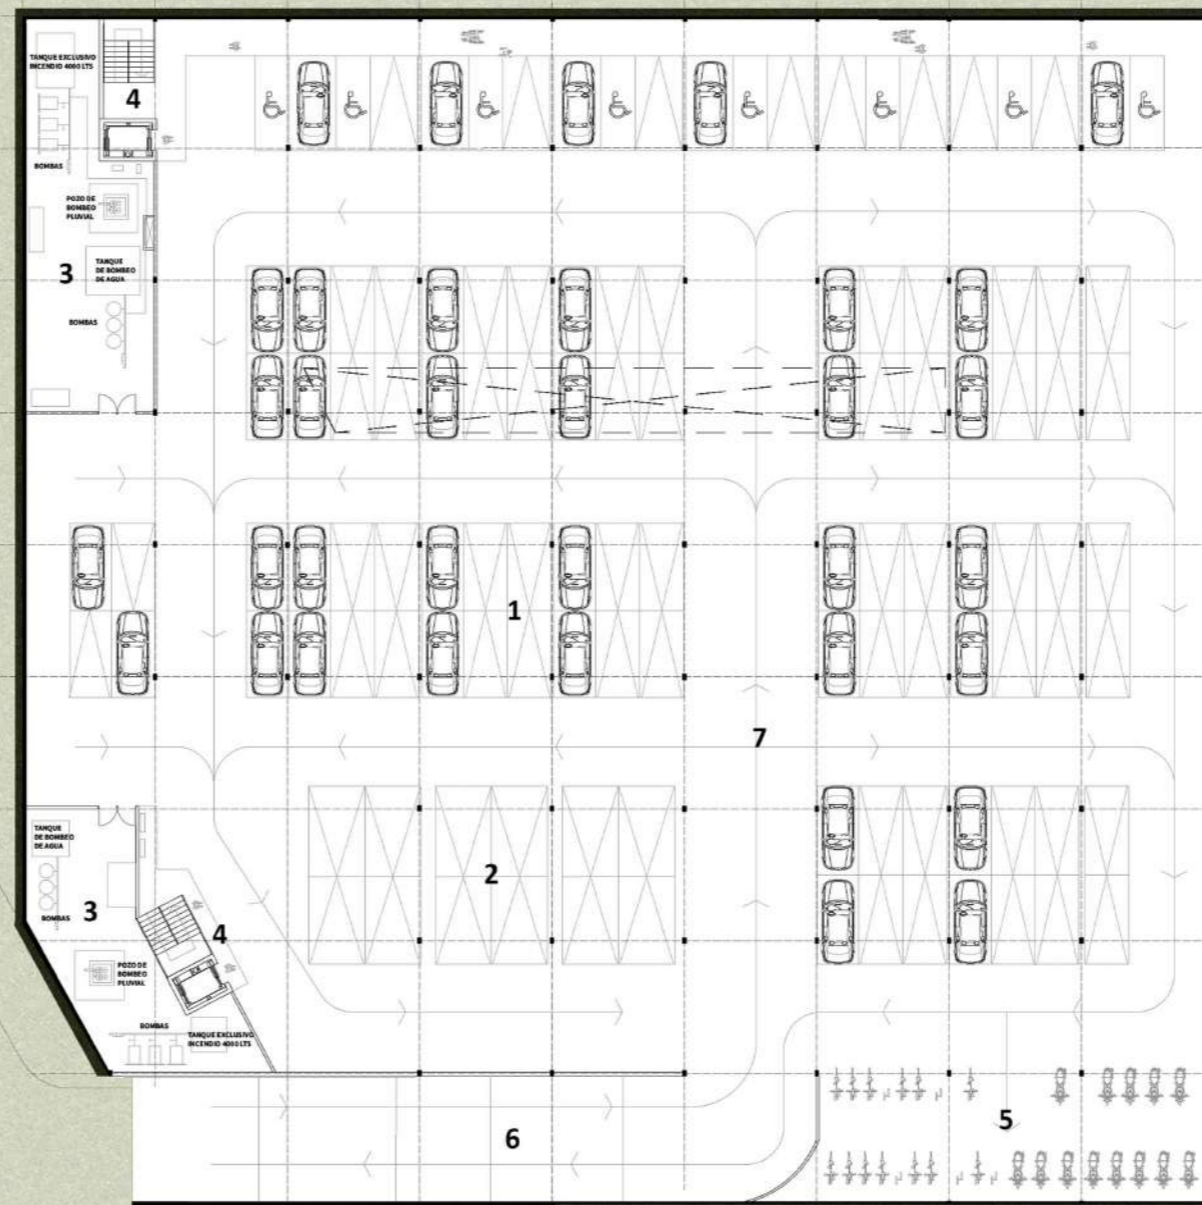 TANQUE EXCLUSIVO
INCENDIO 4000 LTS
4
BOMBAS
POZO DE
BOMBEO
PLUVIAL
3
TANQUE
DE BOMBEO
DE AGUA
BOMBAS
1
7
TANQUE
DE BOMBEO
DE AGUA
2
BOMBAS
3
4
POZO DE
BOMBEO
PLUVIAL
BOMBAS
TANQUE EXCLUSIVO
INCENDIO 4000 LTS
5
6